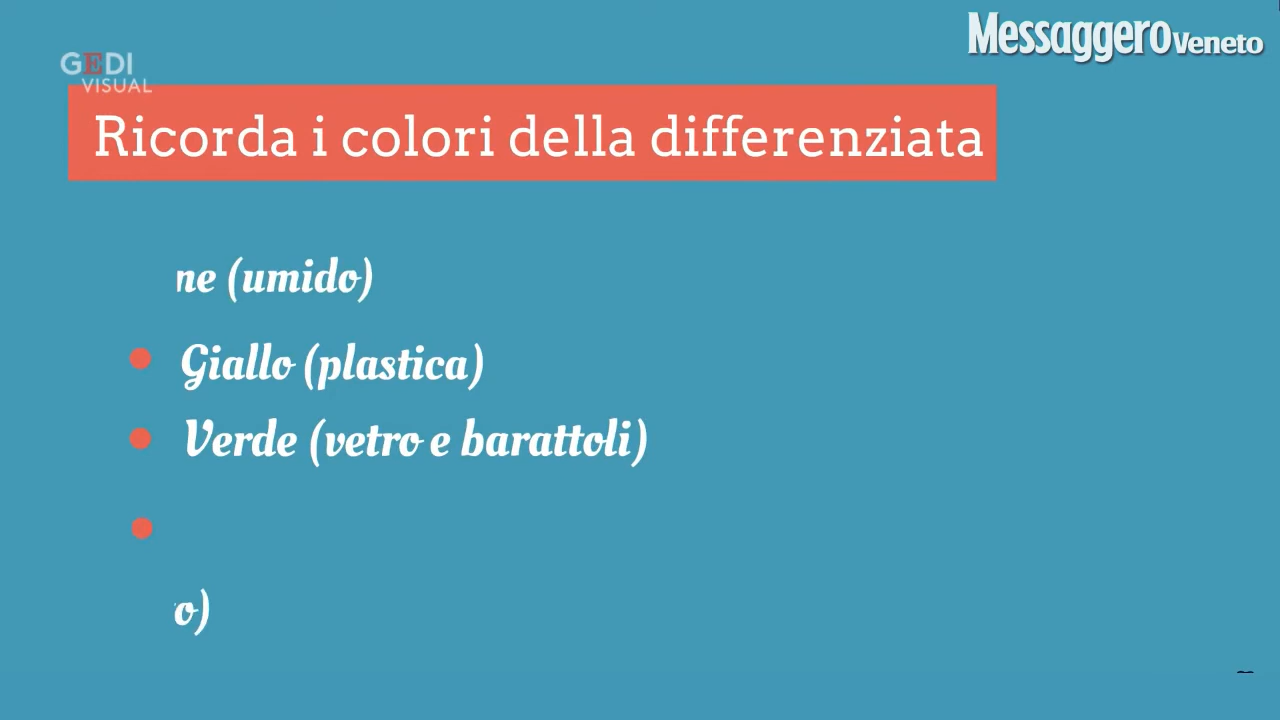 Messaggero Veneto
GEDI
VISUAL
Ricorda i colori della differenziata
ne (umido)
Giallo (plastica)
Verde (vetro e barattoli)
o)